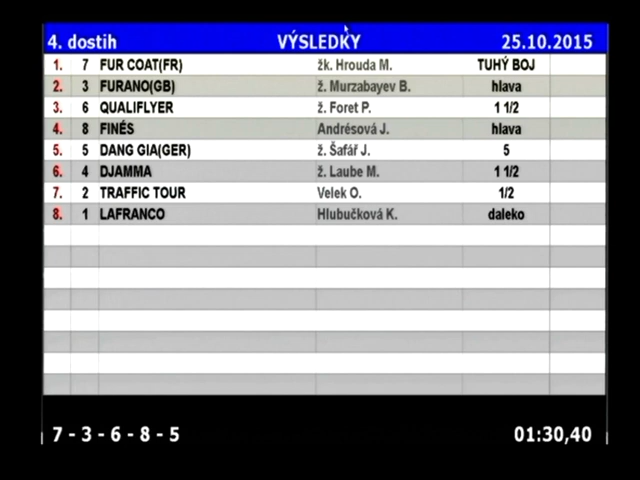 4. dostih VÝSLEDKY 25.10.2015
1. 7 FUR COAT(FR) žk. Hrouda M. TUHÝ BOJ
2. 3 FURANO(GB) ž. Murzabayev B. hlava
3. 6 QUALIFLYER ž. Foret P. 1 1/2
4. 8 FINÉS Andrésová J. hlava
5. 5 DANG GIA(GER) ž. Šafář J. 5
6. 4 DJAMMA ž. Laube M. 1 1/2
7. 2 TRAFFIC TOUR Velek O. 1/2
8. 1 LAFRANCO Hlubučková K. daleko
7 - 3 - 6 - 8 - 5 01:30,40